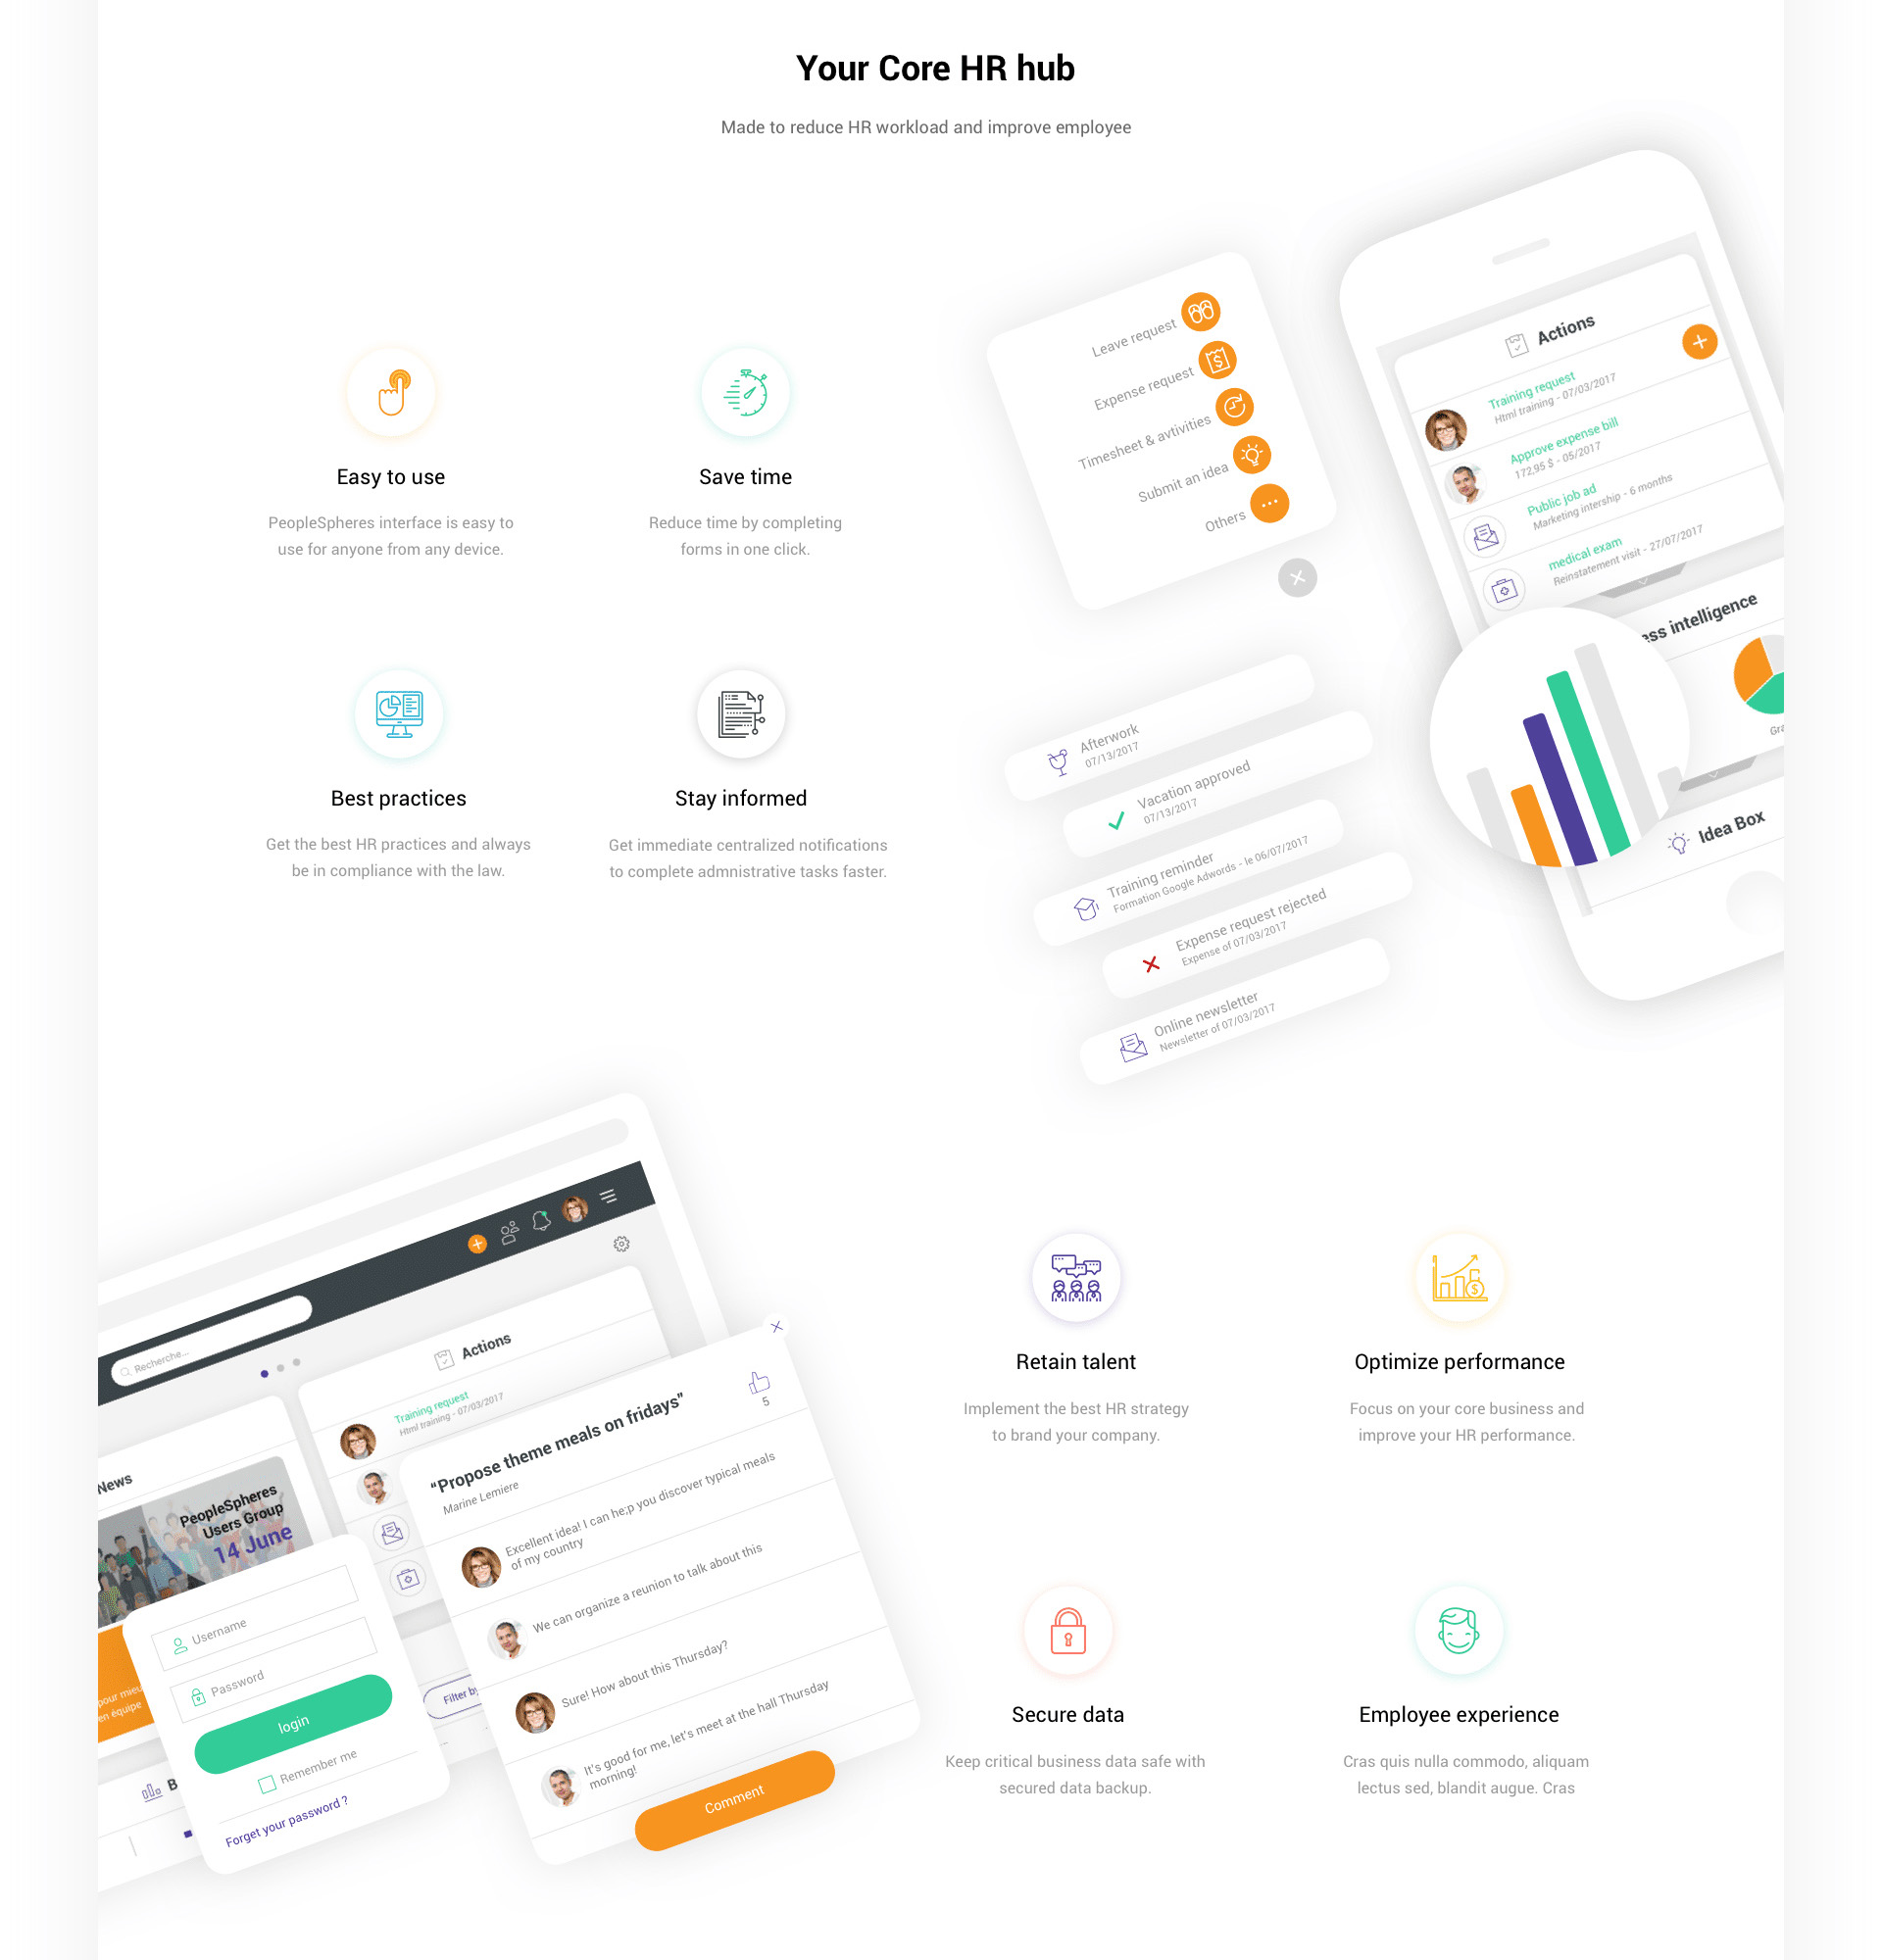 Your Core HR hub
Made to reduce HR workload and improve employee
Easy to use
PeopleSpheres interface is easy to
use for anyone from any device.
Save time
Reduce time by completing
forms in one click.
Best practices
Get the best HR practices and always
be in compliance with the law.
Stay informed
Get immediate centralized notifications
to complete admnistrative tasks faster.
Leave request
Expense request
Timesheet & avtivities
Submit an idea
Others
Actions
Training request
Html training - 07/03/2017
Approve expense bill
172,95 $ - 05/2017
Public job ad
Marketing intership - 6 months
medical exam
Reinstatement visit - 27/07/2017
ess intelligence
Gra
Idea Box
Afterwork
07/13/2017
Vacation approved
07/13/2017
Training reminder
Formation Google Adwords - le 06/07/2017
Expense request rejected
Expense of 07/03/2017
Online newsletter
Newsletter of 07/03/2017
Recherche...
Actions
Training request
Html training - 07/03/2017
News
PeopleSpheres
Users Group
14 June
pour mieu
en équipe
Username
Password
login
Remember me
Forget your password ?
B
Filter by
“Propose theme meals on fridays”
Marine Lemiere
5
Excellent idea! I can he;p you discover typical meals
of my country
We can organize a reunion to talk about this
Sure! How about this Thursday?
It's good for me, let's meet at the hall Thursday
morning!
Comment
Retain talent
Implement the best HR strategy
to brand your company.
Optimize performance
Focus on your core business and
improve your HR performance.
Secure data
Keep critical business data safe with
secured data backup.
Employee experience
Cras quis nulla commodo, aliquam
lectus sed, blandit augue. Cras